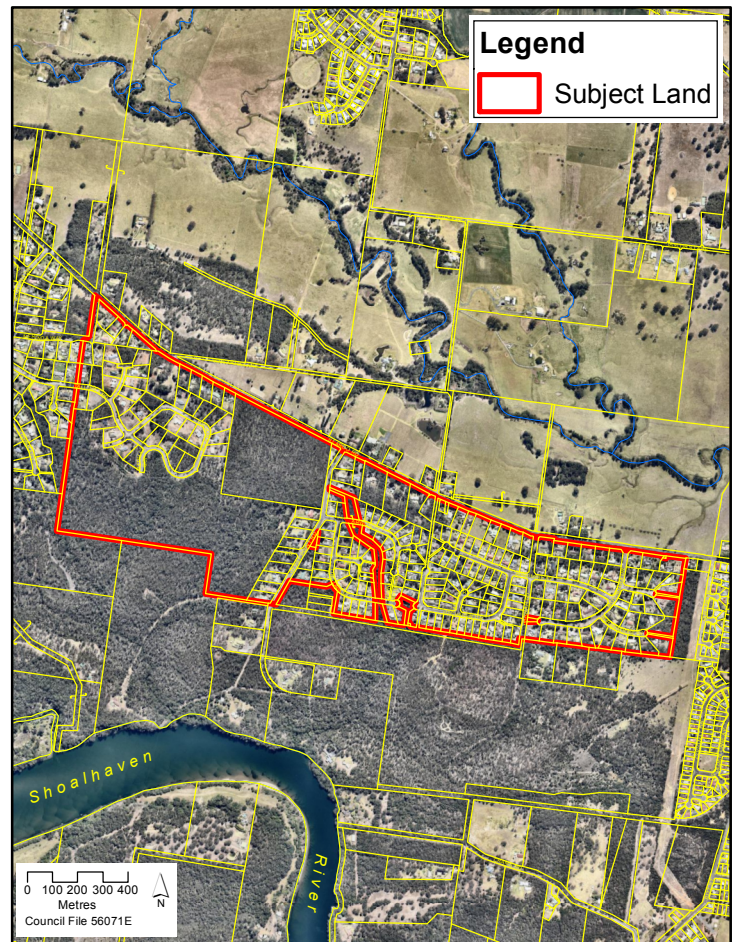 Legend
Subject Land
Shoalhaven
River
0 100 200 300 400
Metres
Council File 56071E
N